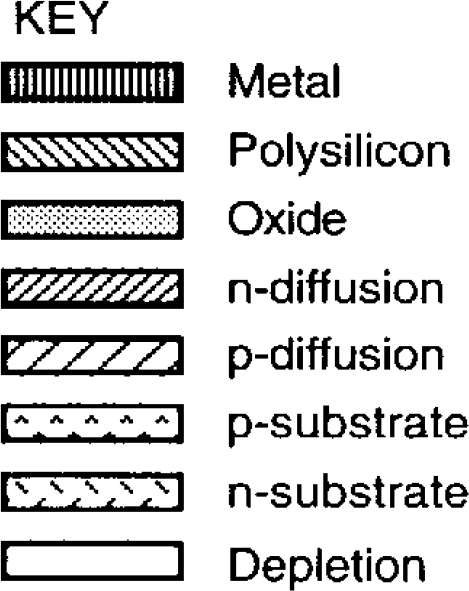 KEY
Metal
Polysilicon
Oxide
n-diffusion
p-diffusion
p-substrate
n-substrate
Depletion